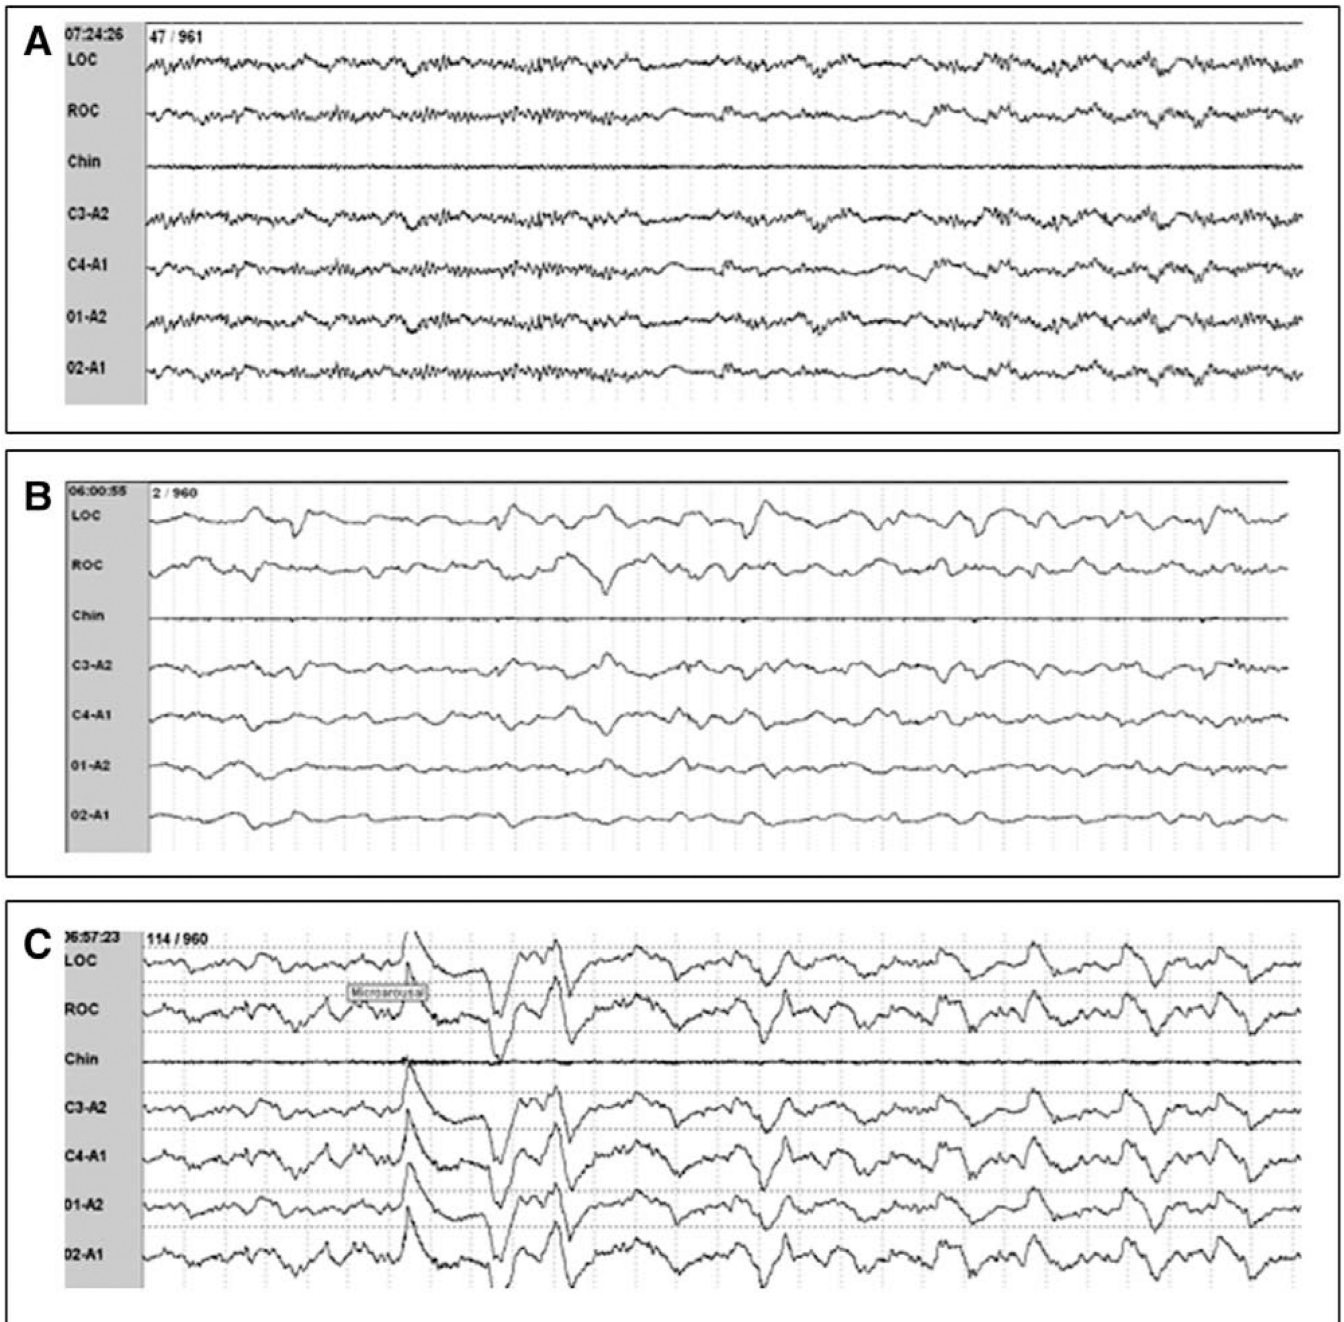 A
07:24:26 47 / 961
LOC
ROC
Chin
C3-A2
C4-A1
01-A2
02-A1
B
06:00:55 2 / 960
LOC
ROC
Chin
C3-A2
C4-A1
01-A2
02-A1
C
06:57:23 114 / 960
LOC
Microarousal
ROC
Chin
C3-A2
C4-A1
01-A2
02-A1